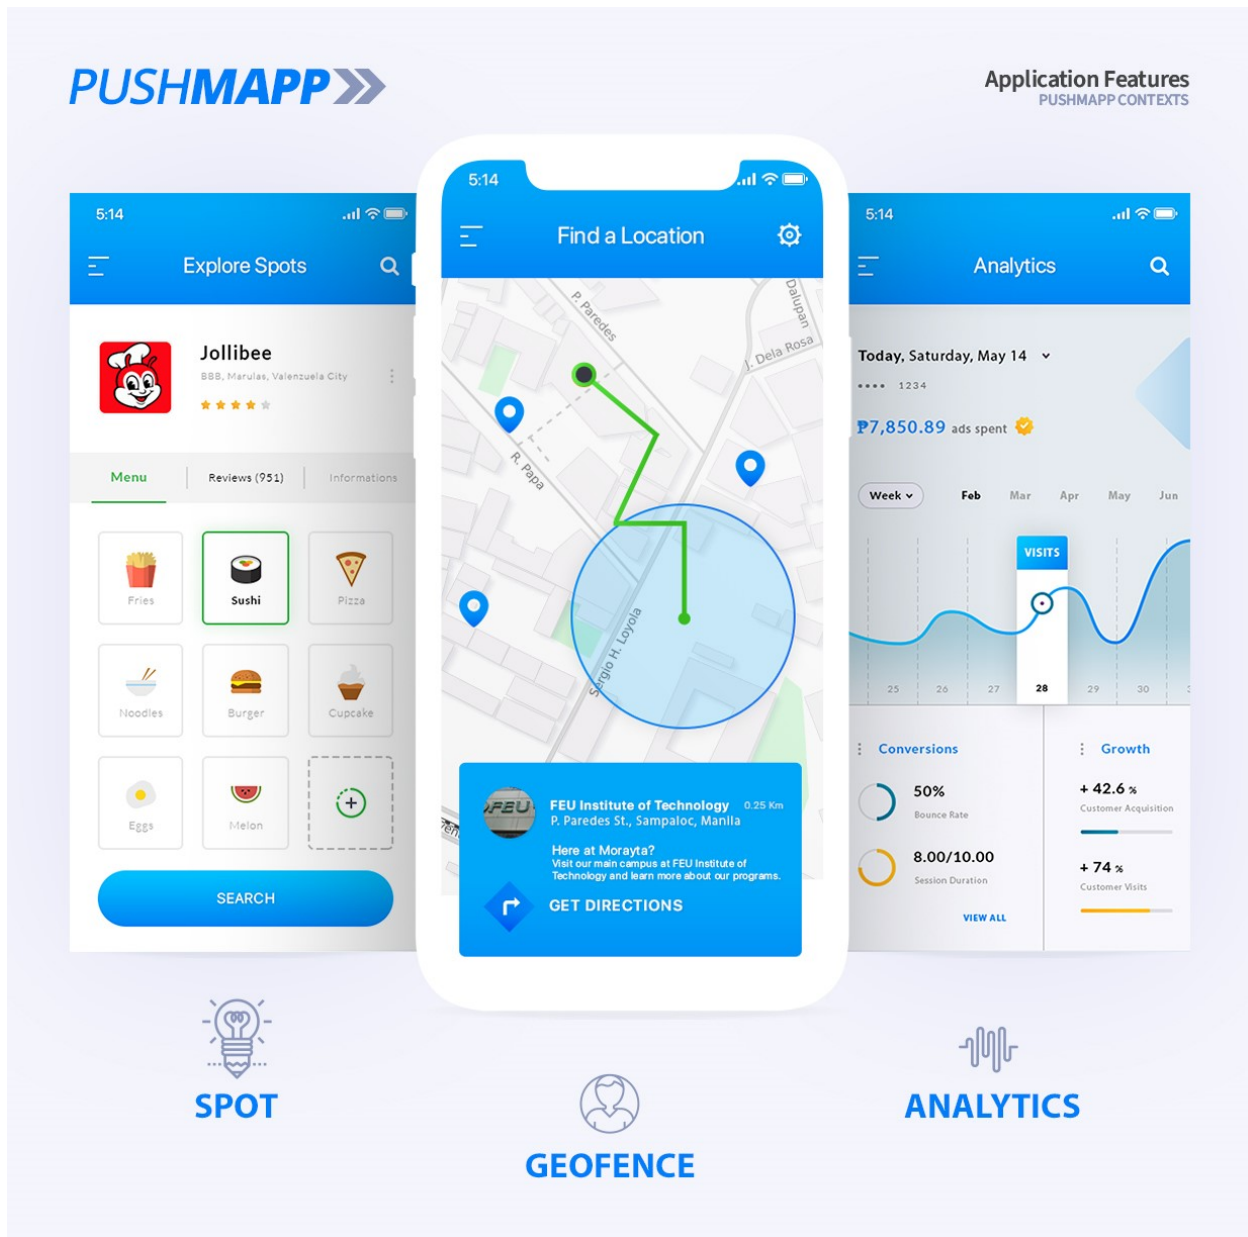 PUSHMAPP
Application Features
PUSHMAPP CONTEXTS
5:14
Explore Spots
Jollibee
BBB, Marulas, Valenzuela City
Menu
Reviews (951)
Informations
Fries
Sushi
Pizza
Noodles
Burger
Cupcake
Eggs
Melon
SEARCH
SPOT
5:14
Find a Location
P. Paredes
Dalupan
J. Dela Rosa
R. Papa
Sergio H. Loyola
FEU
FEU Institute of Technology 0.25 Km
P. Paredes St., Sampaloc, Manila
Here at Morayta?
Visit our main campus at FEU Institute of
Technology and learn more about our programs.
GET DIRECTIONS
GEOFENCE
5:14
Analytics
Today, Saturday, May 14
•••• 1234
₱7,850.89 ads spent
Week
Feb Mar Apr May Jun
VISITS
25 26 27 28 29 30
Conversions
50%
Bounce Rate
8.00/10.00
Session Duration
VIEW ALL
Growth
+ 42.6 %
Customer Acquisition
+ 74 %
Customer Visits
ANALYTICS